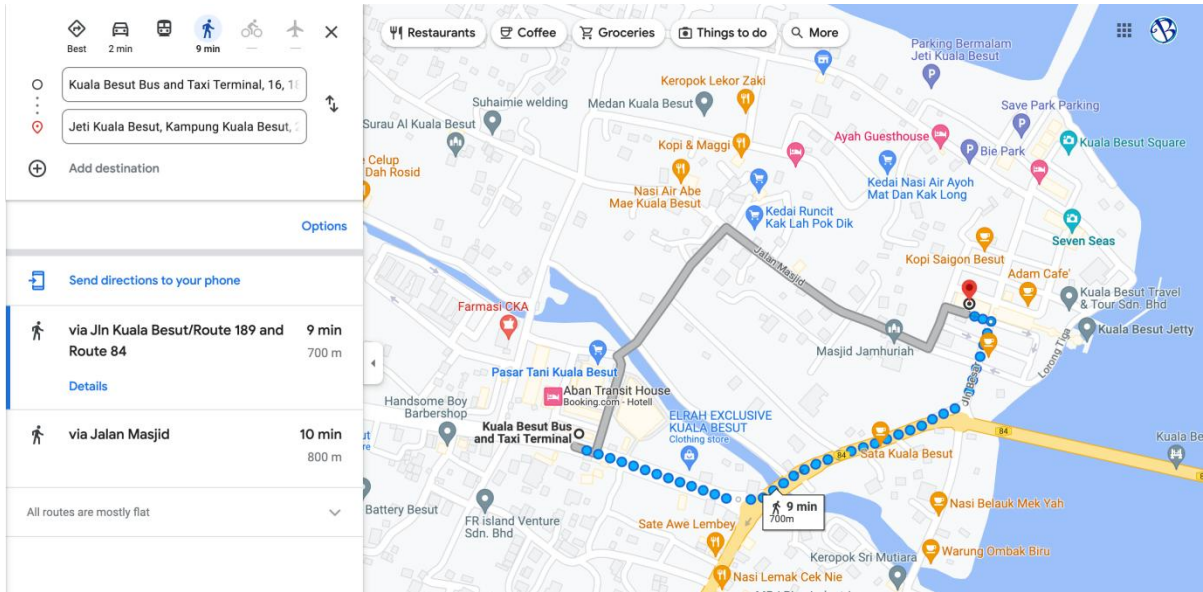 Best
2 min
9 min
—
—
Kuala Besut Bus and Taxi Terminal, 16, 18
Jeti Kuala Besut, Kampung Kuala Besut,
Add destination
Options
Send directions to your phone
via Jln Kuala Besut/Route 189 and
Route 84
9 min
700 m
Details
via Jalan Masjid
10 min
800 m
All routes are mostly flat
Restaurants
Coffee
Groceries
Things to do
More
Parking Bermalam
Jeti Kuala Besut
Keropok Lekor Zaki
Suhaimie welding
Medan Kuala Besut
Save Park Parking
Surau Al Kuala Besut
Ayah Guesthouse
Kopi & Maggi
Bie Park
Kuala Besut Square
Celup
Dah Rosid
Nasi Air Abe
Mae Kuala Besut
Kedai Nasi Air Ayoh
Mat Dan Kak Long
Kedai Runcit
Kak Lah Pok Dik
Seven Seas
Jalan Masjid
Kopi Saigon Besut
Adam Cafe'
Farmasi CKA
Kuala Besut Travel
& Tour Sdn. Bhd
Kuala Besut Jetty
Masjid Jamhuriah
Lorong Tiga
Pasar Tani Kuala Besut
Jln Besar
Aban Transit House
Booking.com - Hotell
Handsome Boy
Barbershop
Kuala Besut Bus
and Taxi Terminal
ELRAH EXCLUSIVE
KUALA BESUT
Clothing store
84
84
Kuala Be
84
Sata Kuala Besut
Battery Besut
FR island Venture
Sdn. Bhd
9 min
700m
Nasi Belauk Mek Yah
Sate Awe Lembey
Keropok Sri Mutiara
Warung Ombak Biru
Nasi Lemak Cek Nie